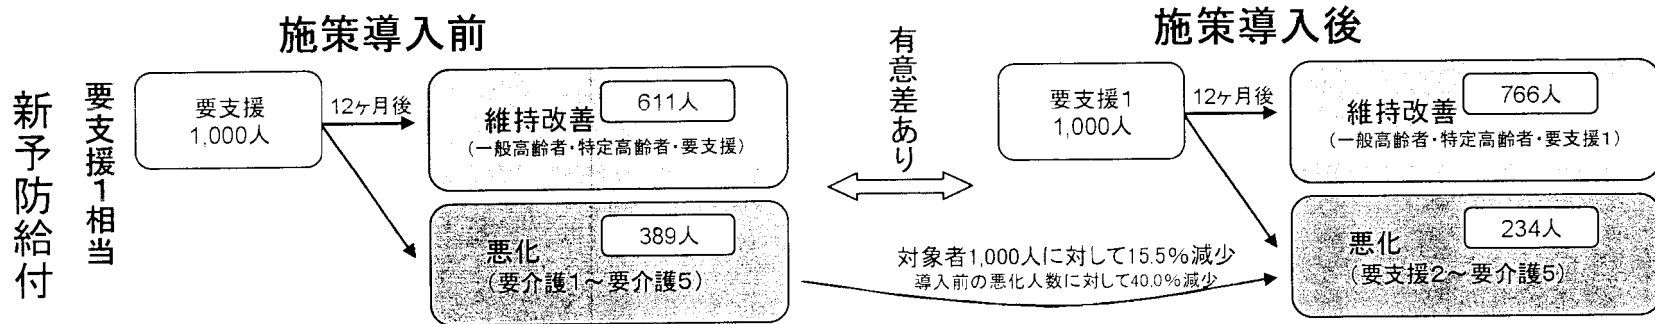 新予防給付
要支援1相当
施策導入前
要支援
1,000人
12ヶ月後
維持改善
611人
(一般高齢者・特定高齢者・要支援)
悪化
389人
(要介護1～要介護5)
有意差あり
対象者1,000人に対して15.5%減少
導入前の悪化人数に対して40.0%減少
施策導入後
要支援1
1,000人
12ヶ月後
維持改善
766人
(一般高齢者・特定高齢者・要支援1)
悪化
234人
(要支援2～要介護5)